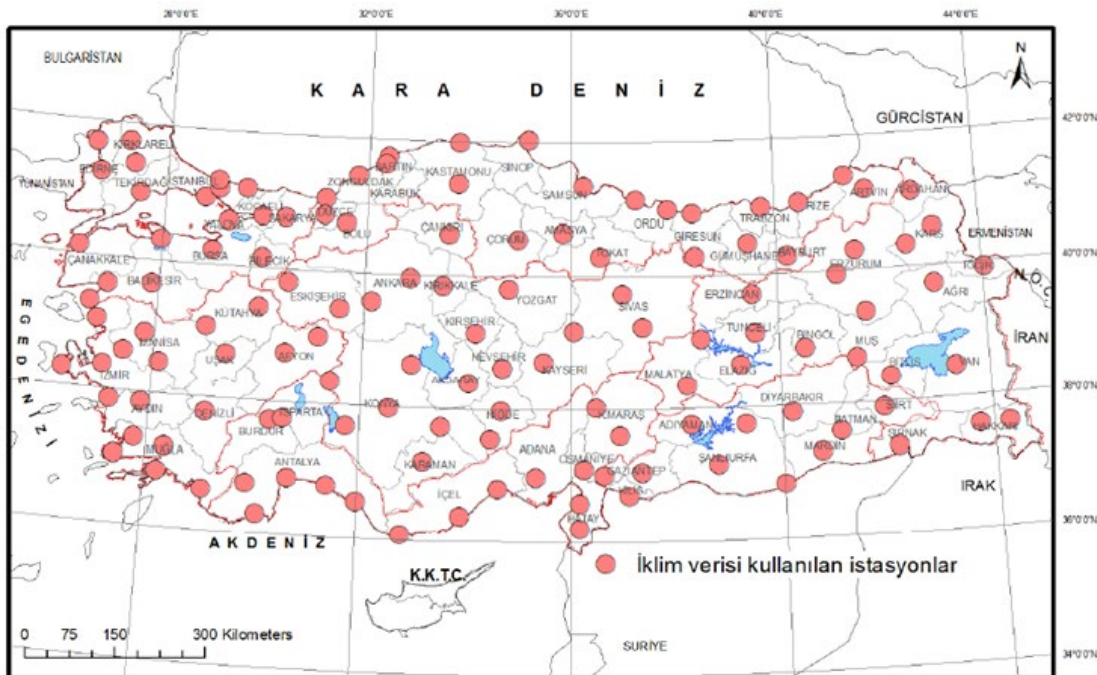 28°0'0"E
32°0'0"E
36°0'0"E
40°0'0"E
44°0'0"E
BULGARİSTAN
N
K A R A D E N İ Z
GÜRCİSTAN
42°0'0"N
KIRKLARELİ
EDİRNE
YUNANİSTAN
TEKİRDAĞ
İSTANBUL
ZONGULDAK
BARTIN
KARABUK
KASTAMONU
SİNOP
SAMSUN
ORDU
GİRESUN
TRABZON
RİZE
ARTVİN
ARDAHAN
KOCAELİ
SAKARYA
BOLU
ÇANKIRI
ÇORUM
AMASYA
TOKAT
GÜMÜŞHANE
BAYBURT
KARS
ERMENİSTAN
ÇANAKKALE
BURSA
BİLECİK
ERZURUM
IĞDIR
40°0'0"N
N.Ö.C.
BALIKESİR
ESKİŞEHİR
ANKARA
KIRIKKALE
YOZGAT
SİVAS
ERZİNCAN
AĞRI
E G E D E N İ Z İ
KÜTAHYA
KIRŞEHİR
TUNCELİ
BİNGÖL
MUŞ
İRAN
MANİSA
UŞAK
AFYON
NEVŞEHİR
KAYSERİ
ELAZIĞ
BİTLİS
VAN
İZMİR
AKSARAY
MALATYA
38°0'0"N
AYDIN
DENİZLİ
ISPARTA
BURDUR
KONYA
NİĞDE
K.MARAŞ
ADIYAMAN
DİYARBAKIR
BATMAN
SİİRT
ŞIRNAK
HAKKARİ
MUĞLA
ANTALYA
KARAMAN
ADANA
OSMANİYE
GAZİANTEP
ŞANLIURFA
MARDİN
İÇEL
KİLİS
IRAK
HATAY
36°0'0"N
AKDENİZ
K.K.T.C.
İklim verisi kullanılan istasyonlar
0 75 150 300 Kilometers
SURİYE
34°0'0"N